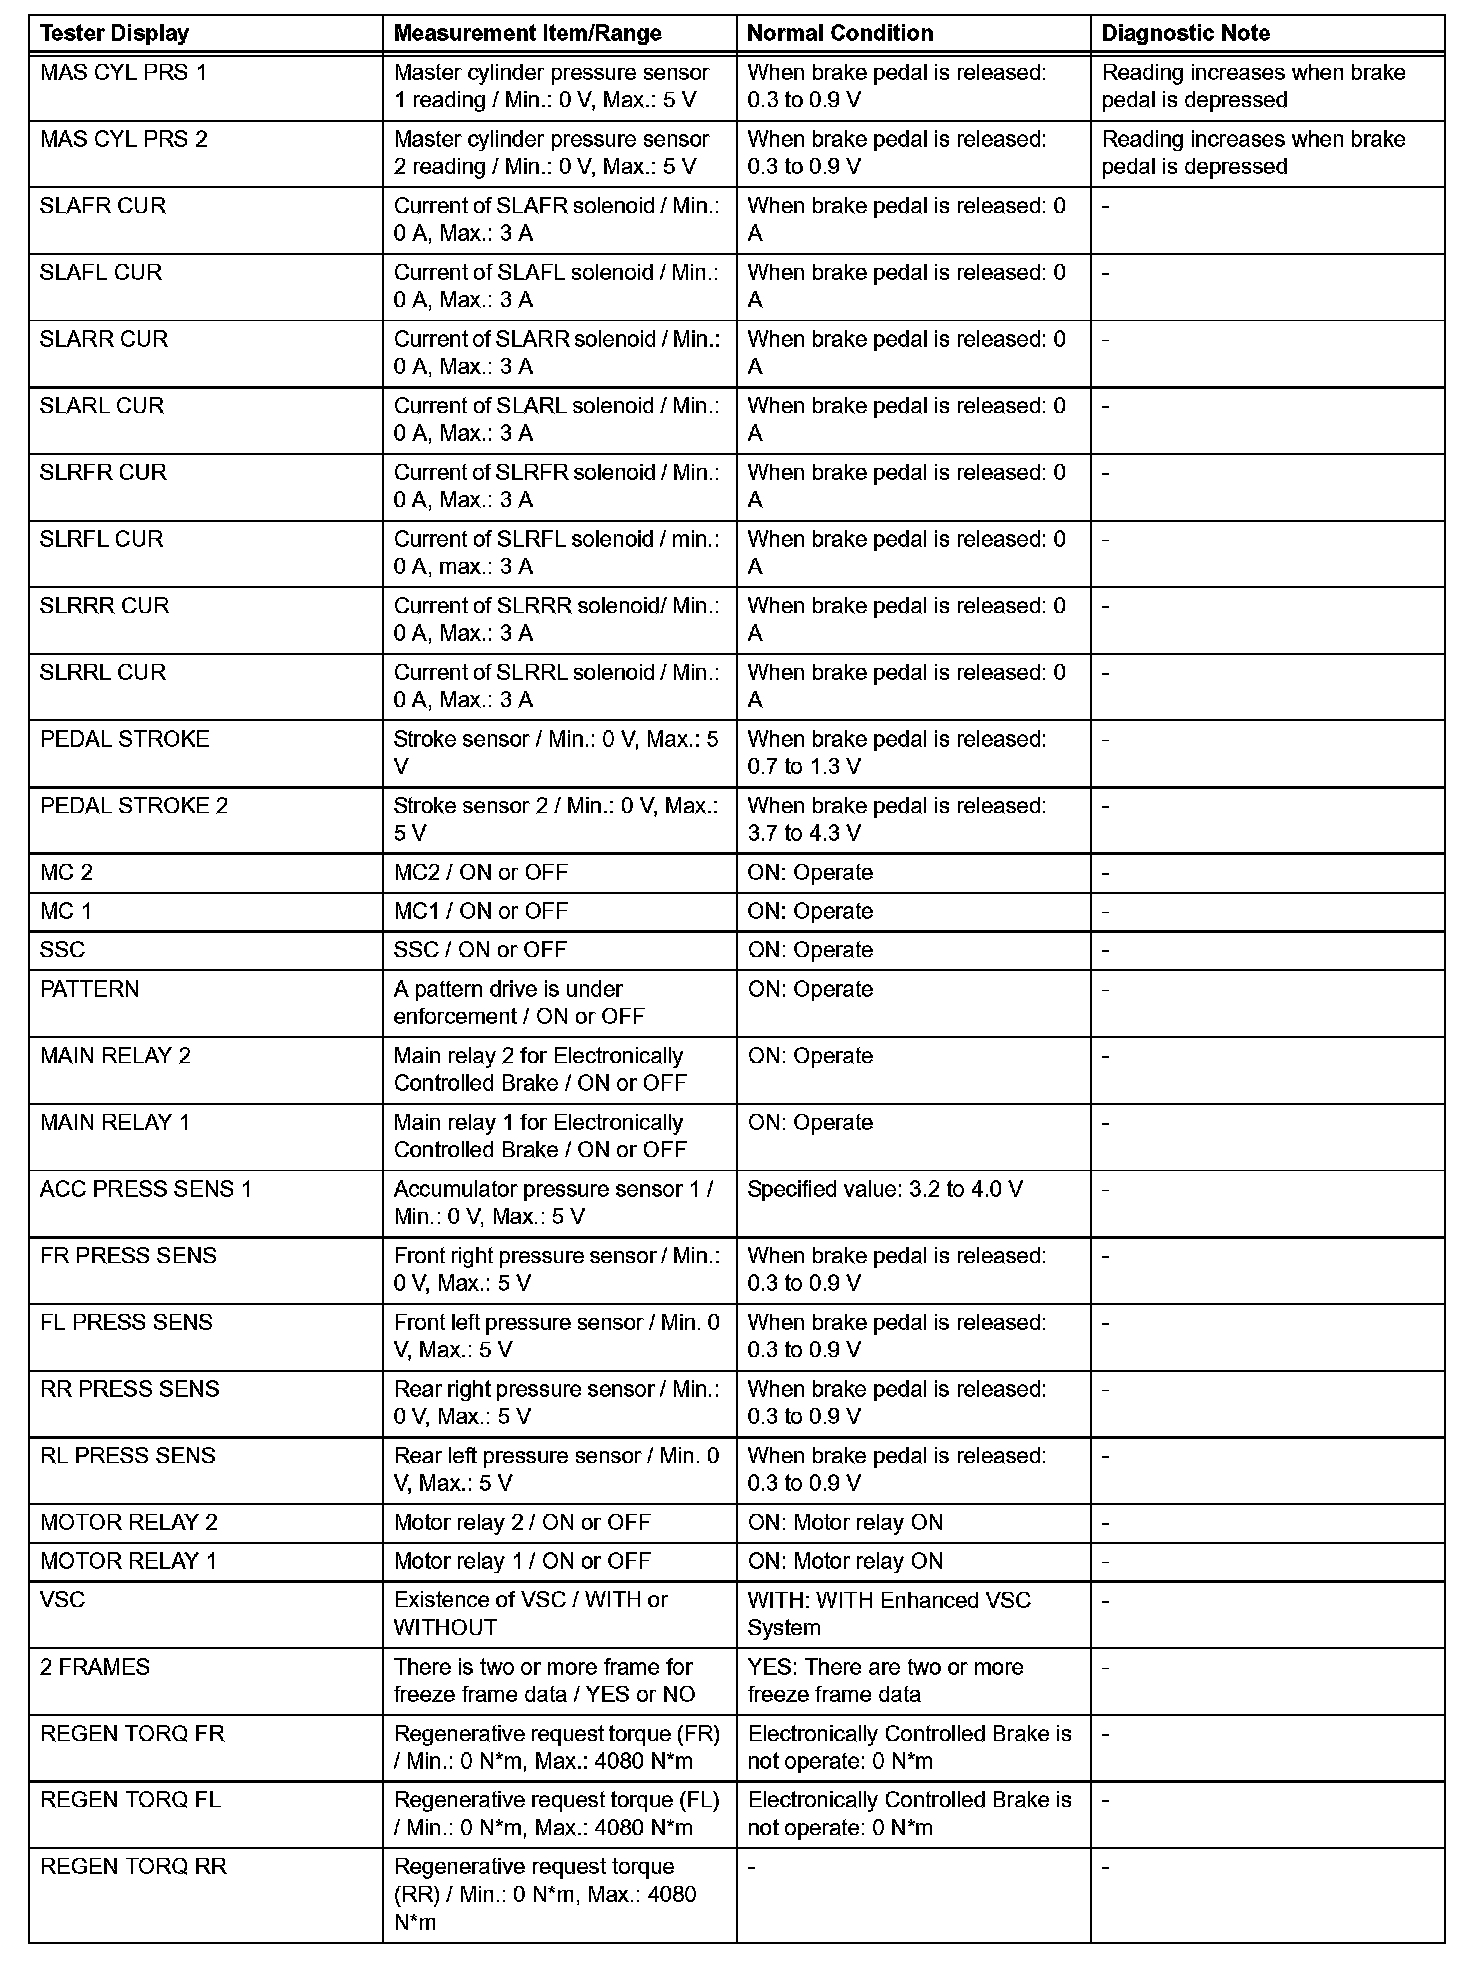 Tester Display Measurement Item/Range Normal Condition Diagnostic Note
MAS CYL PRS 1 Master cylinder pressure sensor When brake pedal is released: Reading increases when brake
1 reading / Min.: 0 V, Max.: 5 V 0.3 to 0.9 V pedal is depressed
MAS CYL PRS 2 Master cylinder pressure sensor When brake pedal is released: Reading increases when brake
2 reading / Min.: 0 V, Max.: 5 V 0.3 to 0.9 V pedal is depressed
SLAFR CUR Current of SLAFR solenoid / Min.: When brake pedal is released: 0 -
0 A, Max.: 3 A A
SLAFL CUR Current of SLAFL solenoid / Min.: When brake pedal is released: 0 -
0 A, Max.: 3 A A
SLARR CUR Current of SLARR solenoid / Min.: When brake pedal is released: 0 -
0 A, Max.: 3 A A
SLARL CUR Current of SLARL solenoid / Min.: When brake pedal is released: 0 -
0 A, Max.: 3 A A
SLRFR CUR Current of SLRFR solenoid / Min.: When brake pedal is released: 0 -
0 A, Max.: 3 A A
SLRFL CUR Current of SLRFL solenoid / min.: When brake pedal is released: 0 -
0 A, max.: 3 A A
SLRRR CUR Current of SLRRR solenoid/ Min.: When brake pedal is released: 0 -
0 A, Max.: 3 A A
SLRRL CUR Current of SLRRL solenoid / Min.: When brake pedal is released: 0 -
0 A, Max.: 3 A A
PEDAL STROKE Stroke sensor / Min.: 0 V, Max.: 5 When brake pedal is released: -
V 0.7 to 1.3 V
PEDAL STROKE 2 Stroke sensor 2 / Min.: 0 V, Max.: When brake pedal is released: -
5 V 3.7 to 4.3 V
MC 2 MC2 / ON or OFF ON: Operate -
MC 1 MC1 / ON or OFF ON: Operate -
SSC SSC / ON or OFF ON: Operate -
PATTERN A pattern drive is under ON: Operate -
enforcement / ON or OFF
MAIN RELAY 2 Main relay 2 for Electronically ON: Operate -
Controlled Brake / ON or OFF
MAIN RELAY 1 Main relay 1 for Electronically ON: Operate -
Controlled Brake / ON or OFF
ACC PRESS SENS 1 Accumulator pressure sensor 1 / Specified value: 3.2 to 4.0 V -
Min.: 0 V, Max.: 5 V
FR PRESS SENS Front right pressure sensor / Min.: When brake pedal is released: -
0 V, Max.: 5 V 0.3 to 0.9 V
FL PRESS SENS Front left pressure sensor / Min. 0 When brake pedal is released: -
V, Max.: 5 V 0.3 to 0.9 V
RR PRESS SENS Rear right pressure sensor / Min.: When brake pedal is released: -
0 V, Max.: 5 V 0.3 to 0.9 V
RL PRESS SENS Rear left pressure sensor / Min. 0 When brake pedal is released: -
V, Max.: 5 V 0.3 to 0.9 V
MOTOR RELAY 2 Motor relay 2 / ON or OFF ON: Motor relay ON -
MOTOR RELAY 1 Motor relay 1 / ON or OFF ON: Motor relay ON -
VSC Existence of VSC / WITH or WITH: WITH Enhanced VSC -
WITHOUT System
2 FRAMES There is two or more frame for YES: There are two or more -
freeze frame data / YES or NO freeze frame data
REGEN TORQ FR Regenerative request torque (FR) Electronically Controlled Brake is -
/ Min.: 0 N*m, Max.: 4080 N*m not operate: 0 N*m
REGEN TORQ FL Regenerative request torque (FL) Electronically Controlled Brake is -
/ Min.: 0 N*m, Max.: 4080 N*m not operate: 0 N*m
REGEN TORQ RR Regenerative request torque - -
(RR) / Min.: 0 N*m, Max.: 4080
N*m